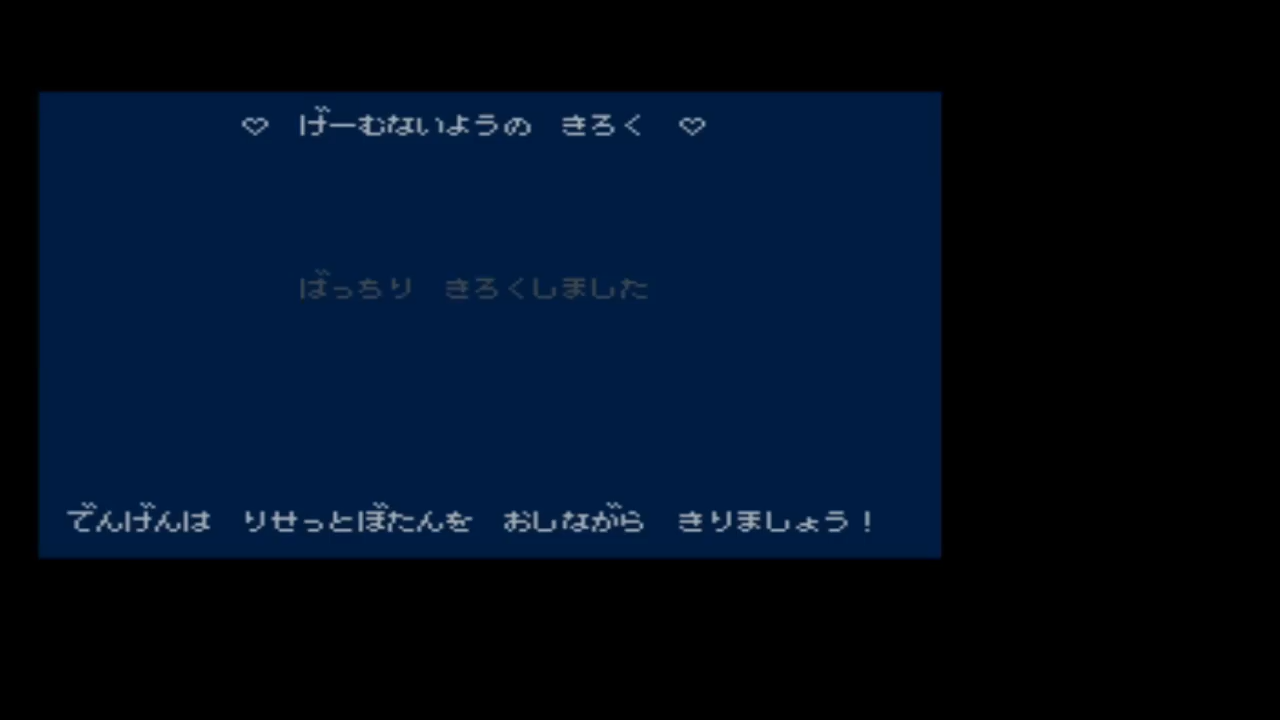 ♡ げーむないようの きろく ♡
ばっちり きろくしました
でんげんは りせっとぼたんを おしながら きりましょう！